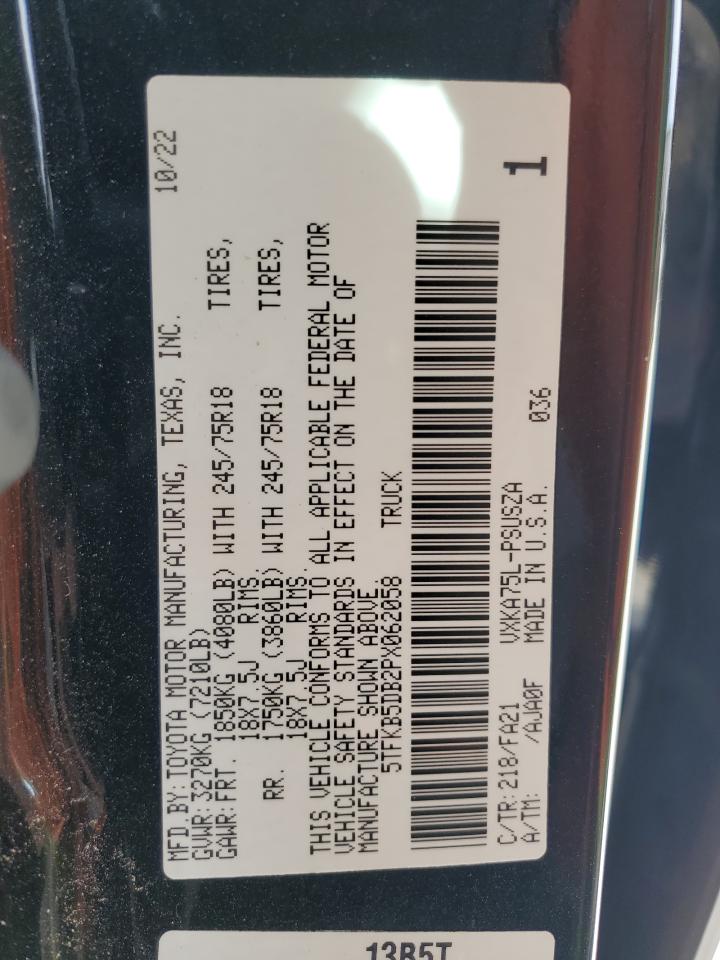 MFD.BY:TOYOTA MOTOR MANUFACTURING, TEXAS, INC. 10/22
GVWR:3270KG (7210LB)
GAWR:FRT. 1850KG (4080LB) WITH 245/75R18 TIRES,
18X7.5J RIMS.
RR. 1750KG (3860LB) WITH 245/75R18 TIRES,
18X7.5J RIMS.
THIS VEHICLE CONFORMS TO ALL APPLICABLE FEDERAL MOTOR
VEHICLE SAFETY STANDARDS IN EFFECT ON THE DATE OF
MANUFACTURE SHOWN ABOVE.
5TFKB5DB2PX062058 TRUCK
C/TR:218/FA21 VXKA75L-PSUSZA 036 1
A/TM: /AJA0F MADE IN U.S.A.
13B5T